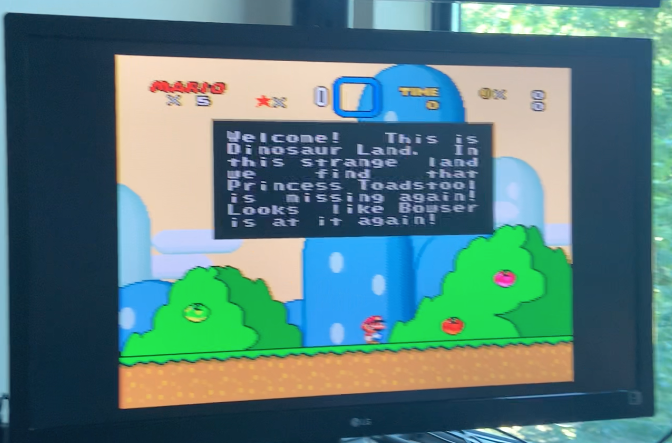 MARIO
x 5
★x 0
TIME
0
x 0
0
Welcome! This is
Dinosaur Land. In
this strange land
we find that
Princess Toadstool
is missing again!
Looks like Bowser
is at it again!
LG